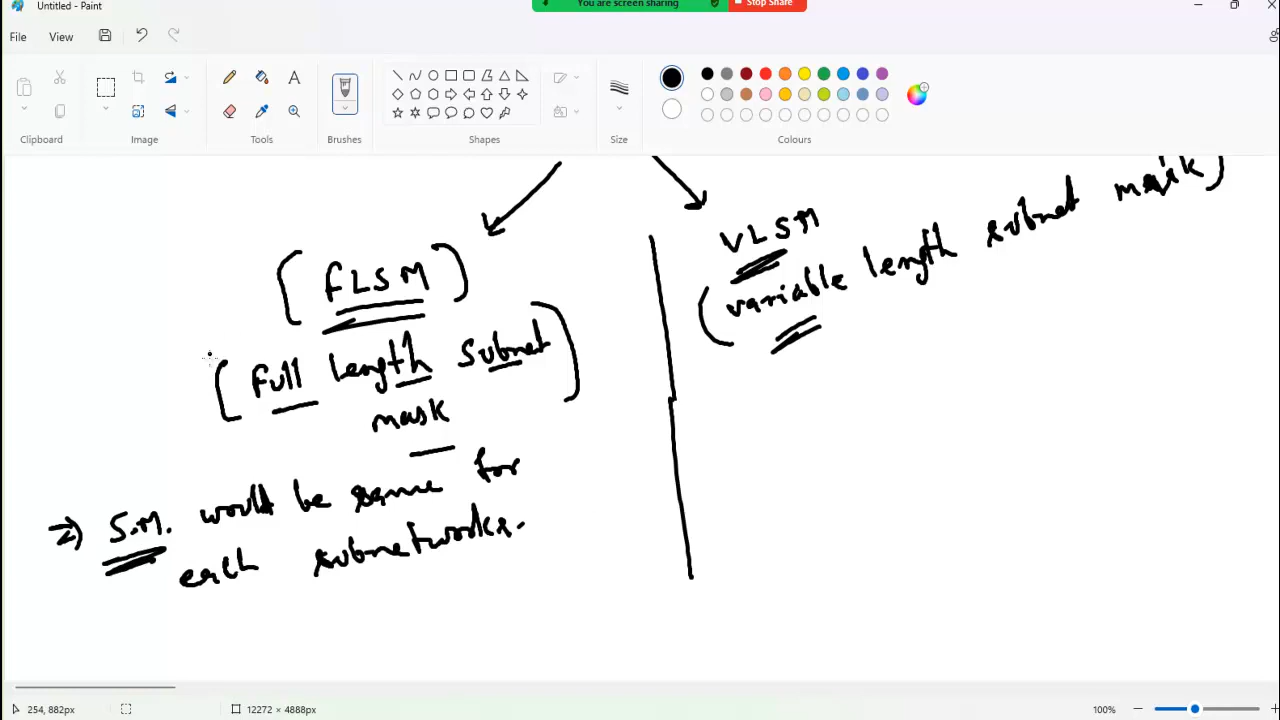 Untitled - Paint
You are screen sharing
Stop Share
File View
Clipboard
Image
Tools
Brushes
Shapes
Size
Colours
[FLSM]
[Full length Subnet
mask
=> S.M. would be same for
each subnetworks.
VLSM
(variable length subnet mask)
254, 882px
12272 × 4888px
100%